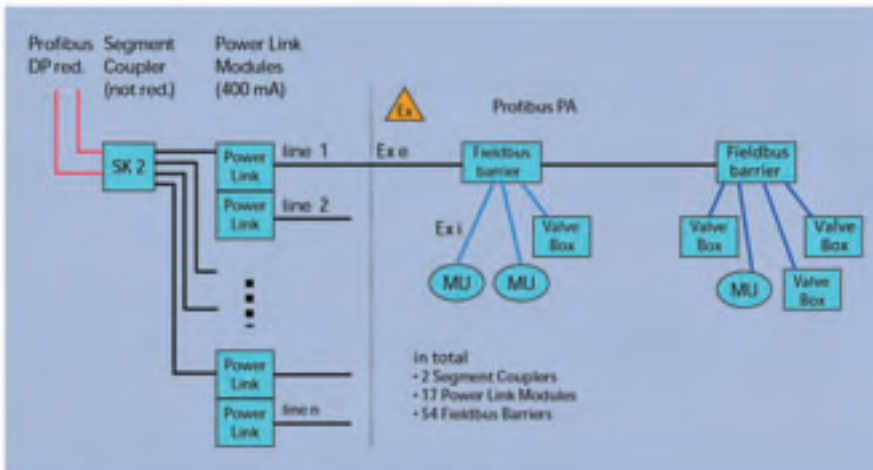 Profibus
DP red.
Segment
Coupler
(not red.)
Power Link
Modules
(400 mA)
Ex
Profibus PA
SK 2
Power
Link
line 1
Ex e
Fieldbus
barrier
Fieldbus
barrier
Power
Link
line 2
Ex i
Valve
Box
Valve
Box
Valve
Box
MU
MU
MU
Valve
Box
Power
Link
Power
Link
line n
in total
• 2 Segment Couplers
• 17 Power Link Modules
• 54 Fieldbus Barriers